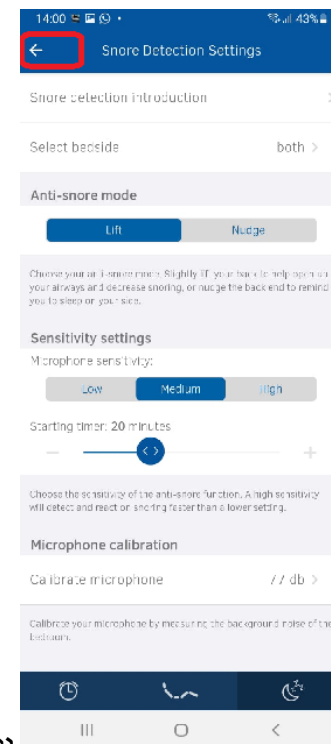 14:00 43%
Snore Detection Settings
Snore detection introduction
Select bedside both >
Anti-snore mode
Lift Nudge
Choose your anti-snore mode. Slightly lift your back to help open up
your airways and decrease snoring, or nudge the back end to remind
you to sleep on your side.
Sensitivity settings
Microphone sensitivity:
Low Medium High
Starting timer: 20 minutes
Choose the sensitivity of the anti-snore function. A high sensitivity
will detect and react on snoring faster than a lower setting.
Microphone calibration
Calibrate microphone 77 db >
Calibrate your microphone by measuring the background noise of the
bedroom.